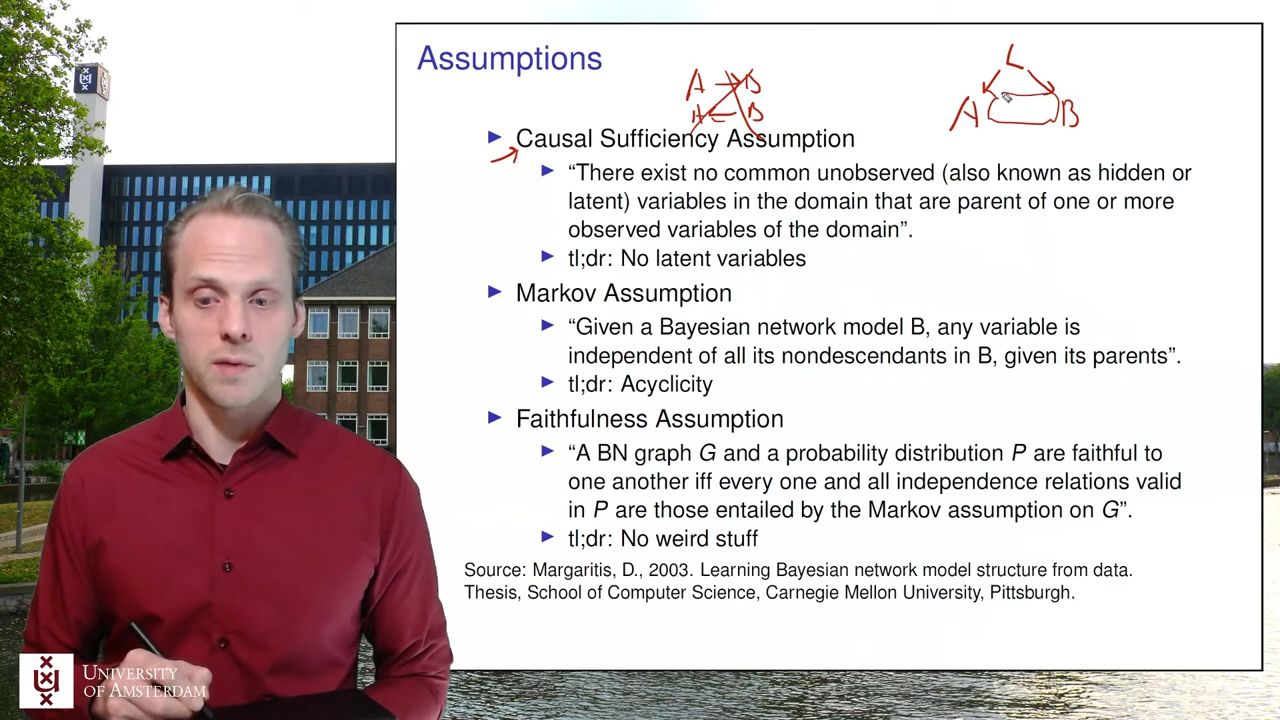 Assumptions
A → B
A ← B
L
A B
Causal Sufficiency Assumption
“There exist no common unobserved (also known as hidden or
latent) variables in the domain that are parent of one or more
observed variables of the domain”.
tl;dr: No latent variables
Markov Assumption
“Given a Bayesian network model B, any variable is
independent of all its nondescendants in B, given its parents”.
tl;dr: Acyclicity
Faithfulness Assumption
“A BN graph G and a probability distribution P are faithful to
one another iff every one and all independence relations valid
in P are those entailed by the Markov assumption on G”.
tl;dr: No weird stuff
Source: Margaritis, D., 2003. Learning Bayesian network model structure from data.
Thesis, School of Computer Science, Carnegie Mellon University, Pittsburgh.
UNIVERSITY
OF AMSTERDAM